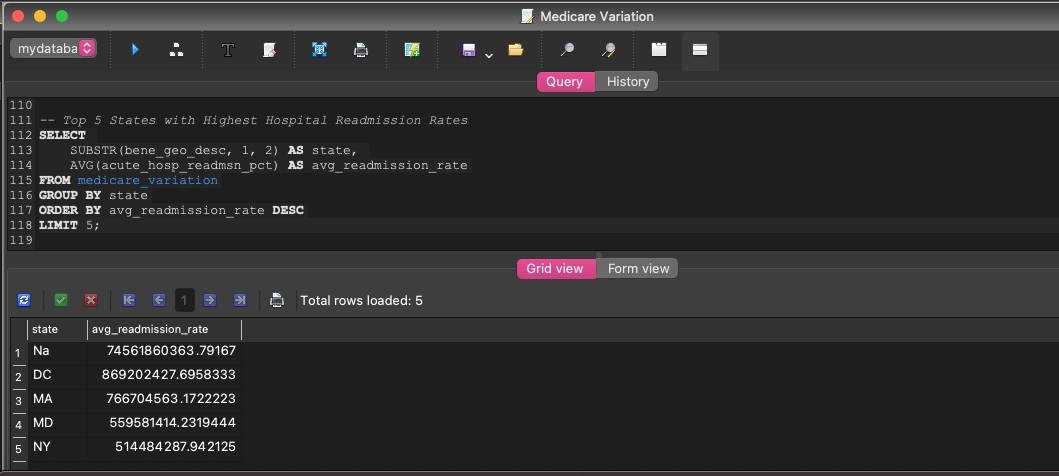 Medicare Variation
mydataba
Query
History
110
111 -- Top 5 States with Highest Hospital Readmission Rates
112 SELECT
113     SUBSTR(bene_geo_desc, 1, 2) AS state,
114     AVG(acute_hosp_readmsn_pct) AS avg_readmission_rate
115 FROM medicare_variation
116 GROUP BY state
117 ORDER BY avg_readmission_rate DESC
118 LIMIT 5;
119
Grid view
Form view
1
Total rows loaded: 5
state avg_readmission_rate
1 Na 74561860363.79167
2 DC 869202427.6958333
3 MA 766704563.1722223
4 MD 559581414.2319444
5 NY 514484287.942125